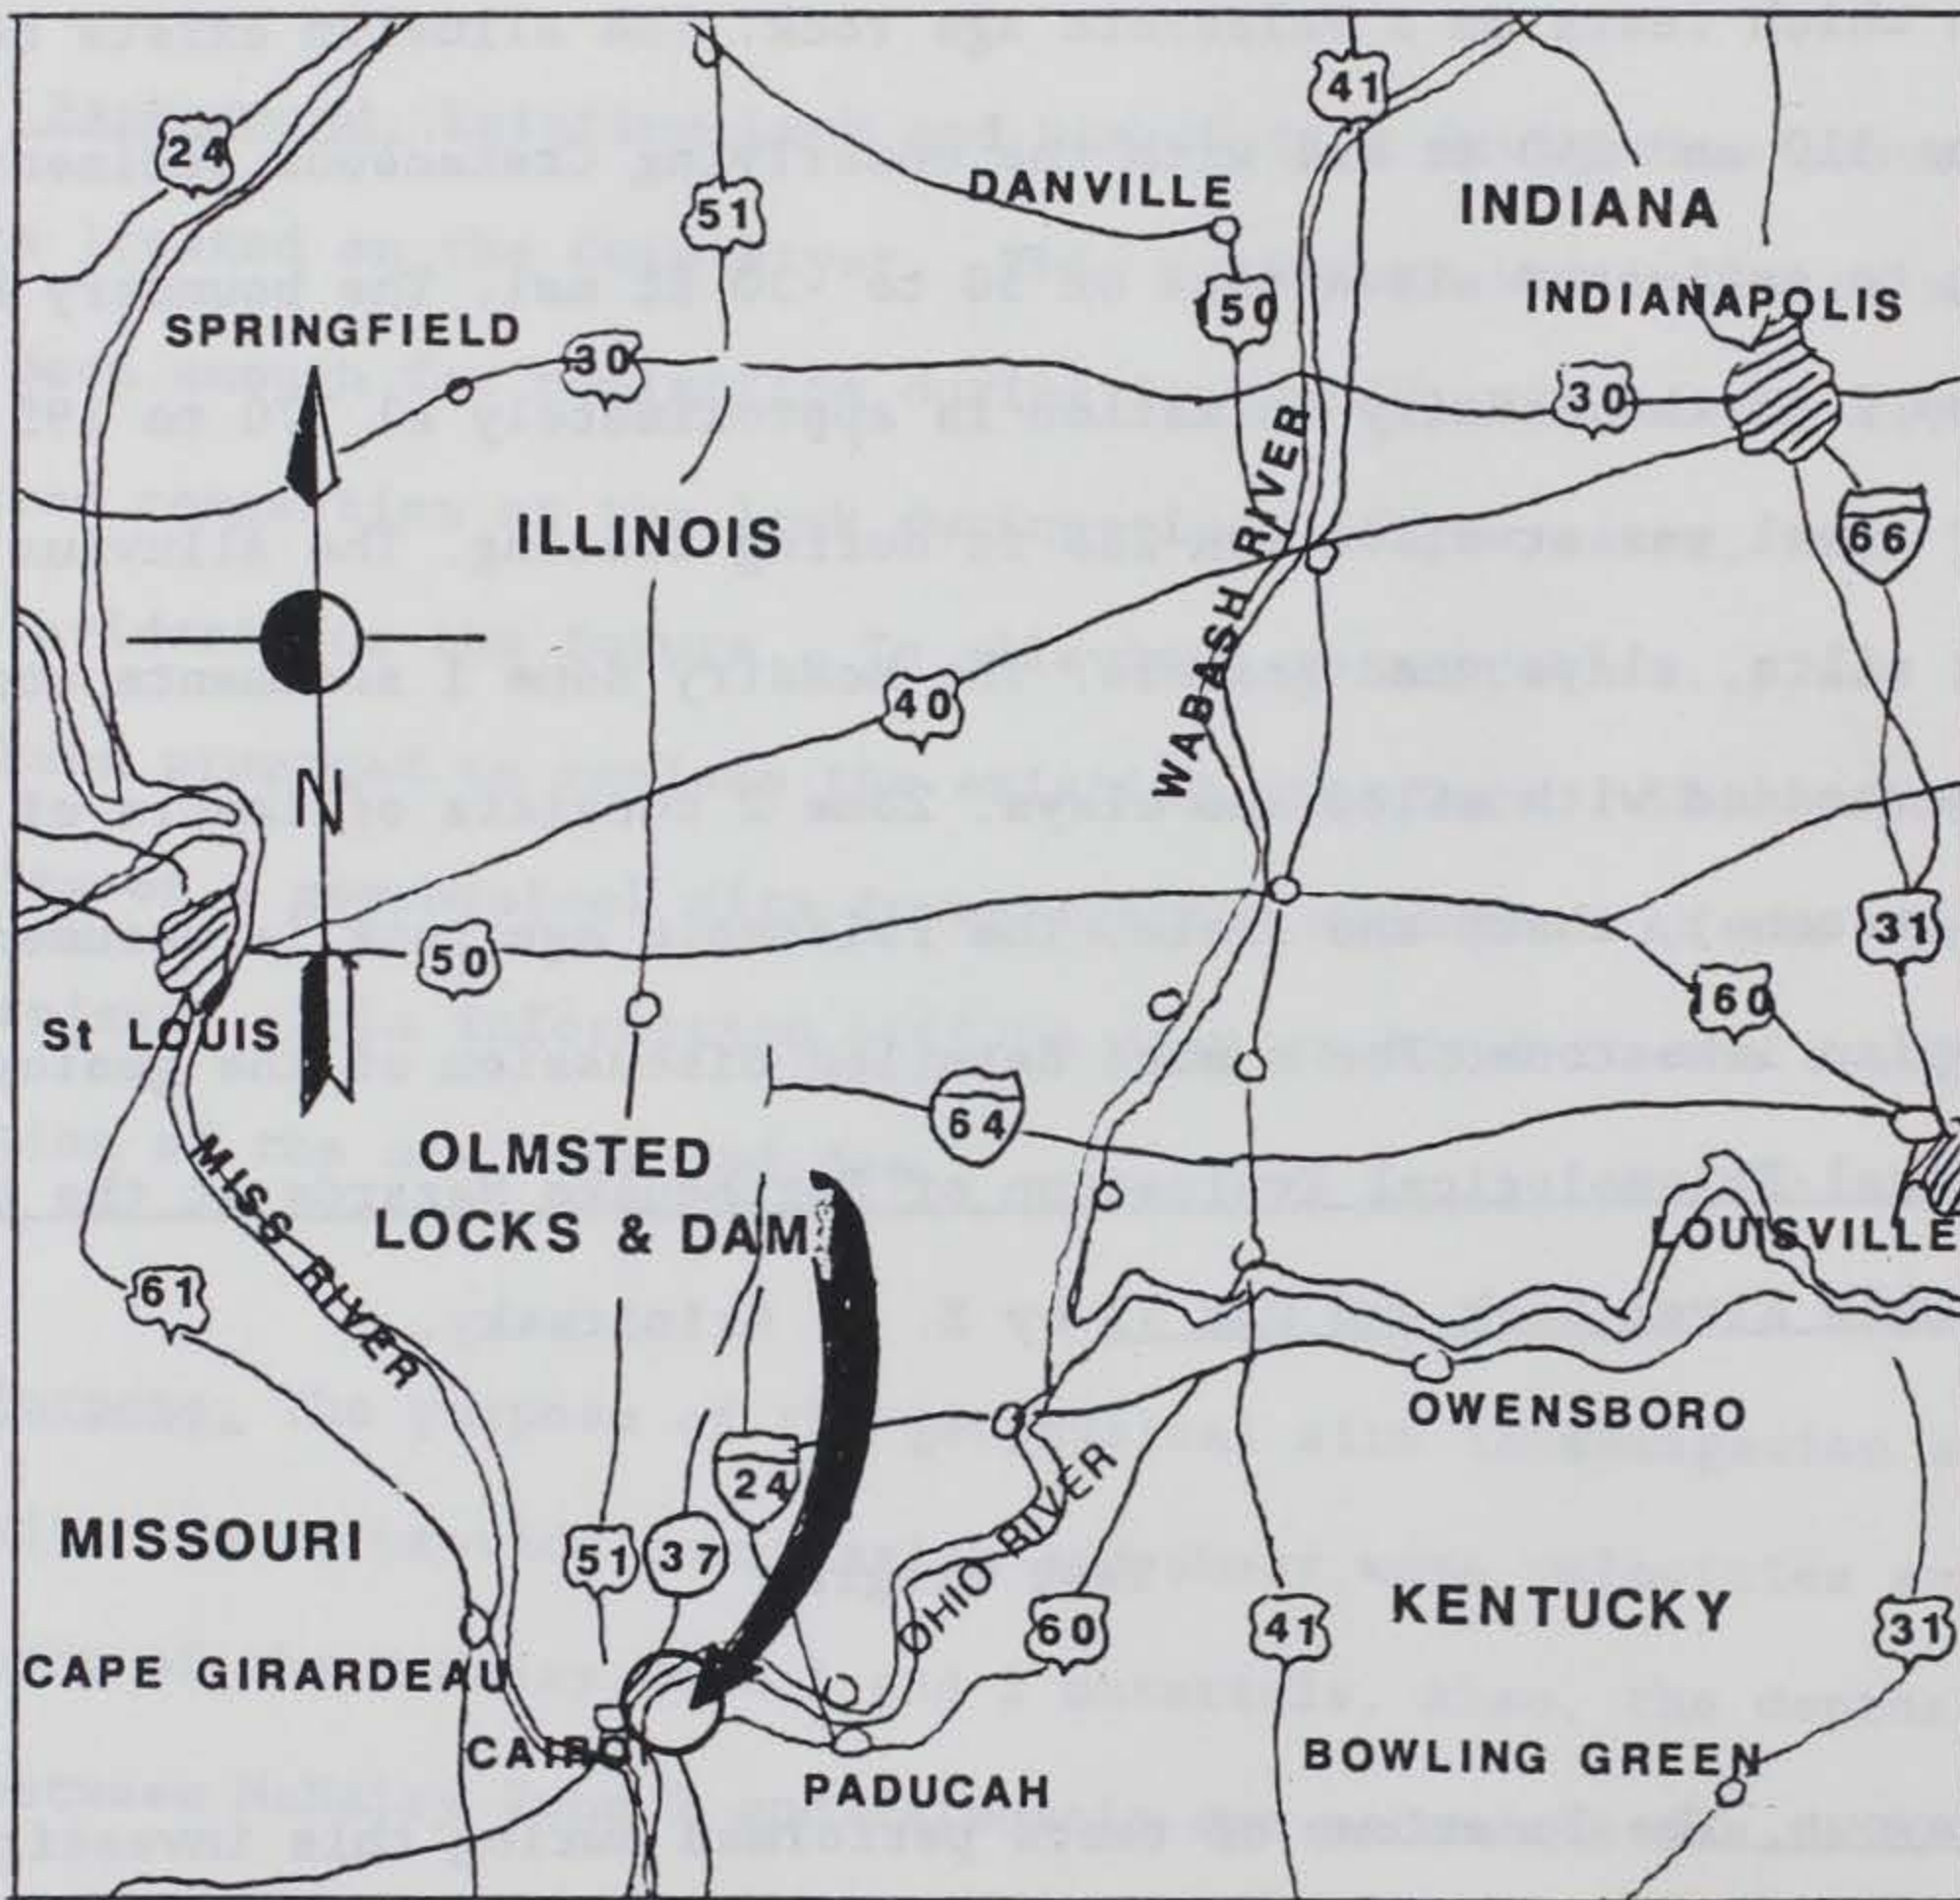 41
24
DANVILLE
INDIANA
51
150
INDIANAPOLIS
SPRINGFIELD
30
30
ILLINOIS
66
WABASH RIVER
40
N
50
31
160
St LOUIS
64
OLMSTED
LOCKS & DAM
MISS RIVER
LOUISVILLE
61
OWENSBORO
24
MISSOURI
51
37
OHIO RIVER
60
41
KENTUCKY
31
CAPE GIRARDEAU
CAIRO
BOWLING GREEN
PADUCAH